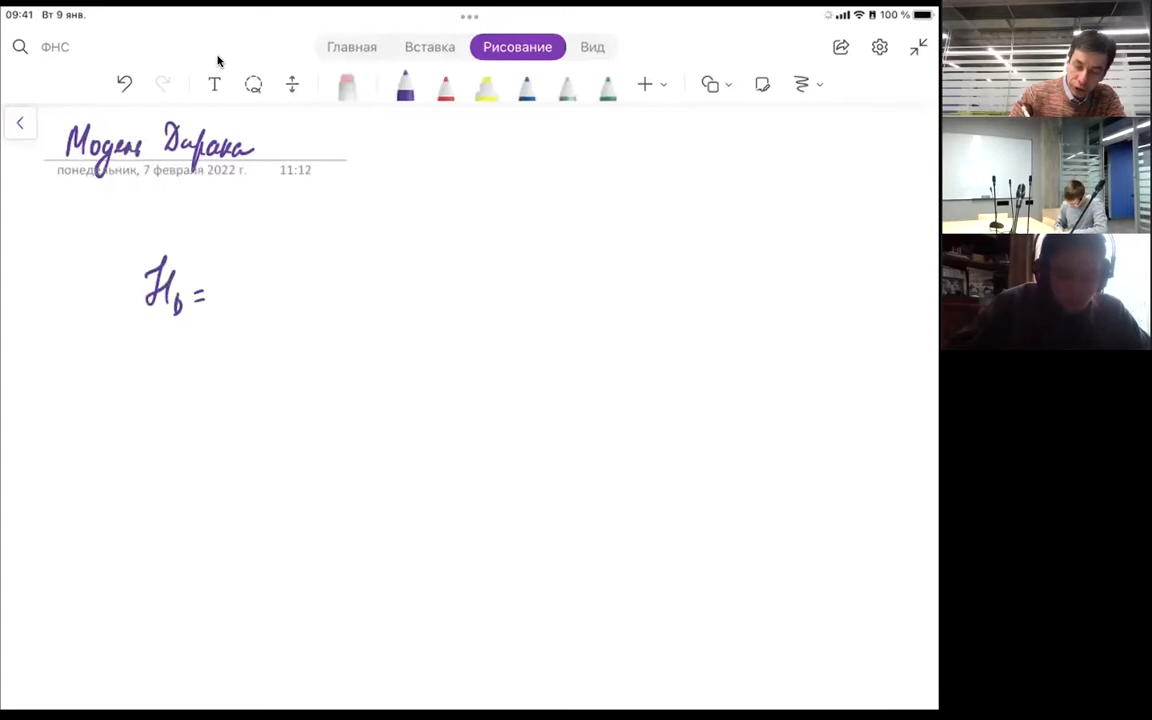 09:41 Вт 9 янв. 100 %
ФНС Главная Вставка Рисование Вид
T
Модель Дирака
понедельник, 7 февраля 2022 г. 11:12
H_b =